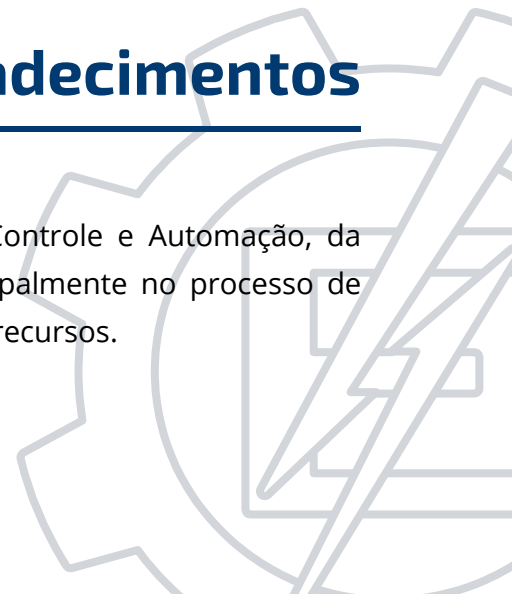 adecimentos
Controle e Automação, da
palmente no processo de
recursos.